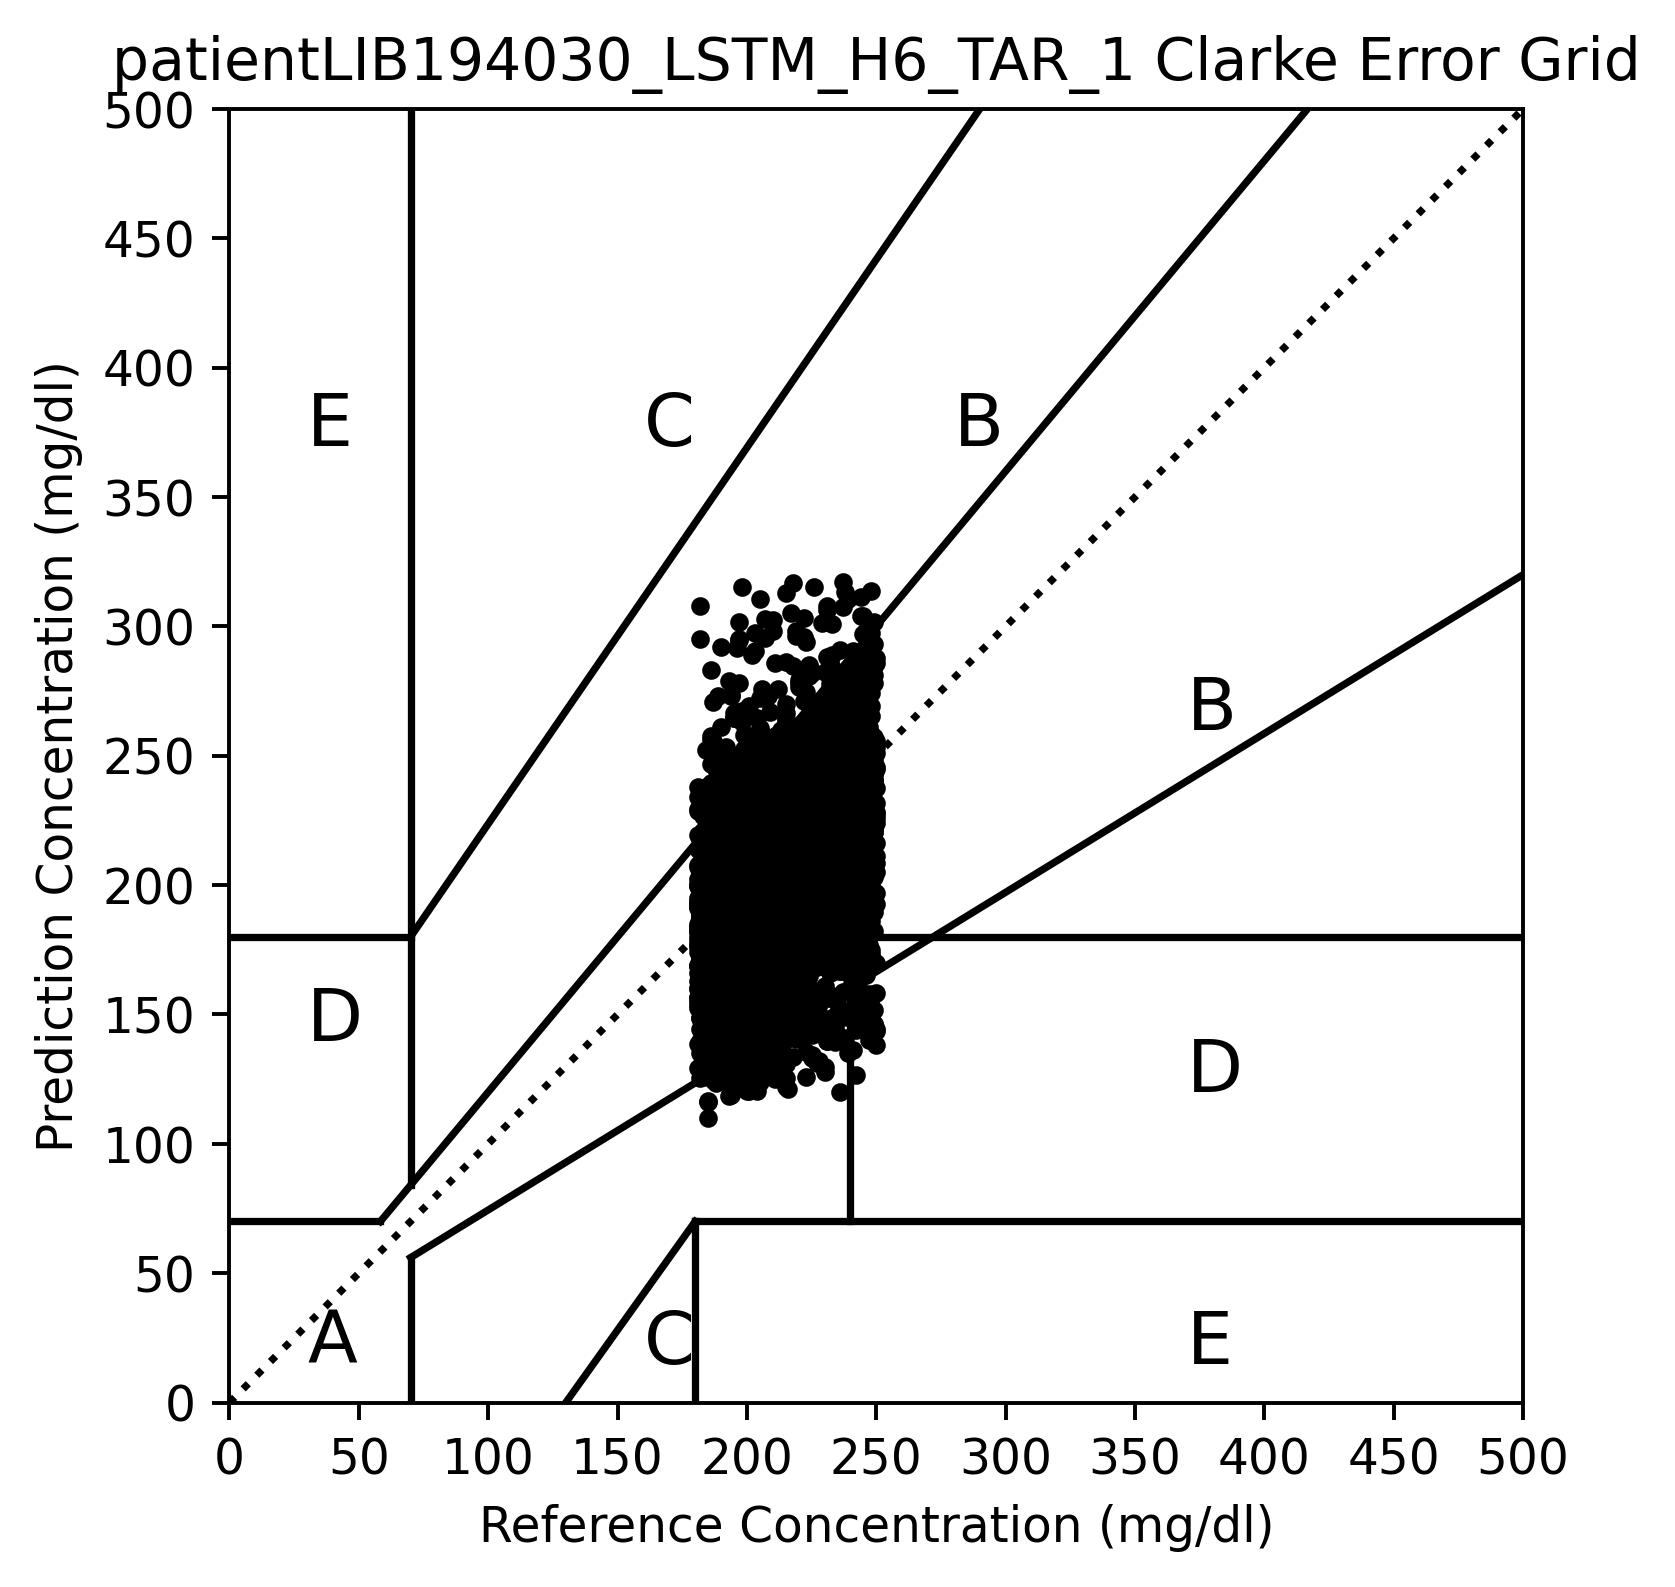 patientLIB194030_LSTM_H6_TAR_1 Clarke Error Grid
500
450
400
350
300
250
200
150
100
50
0
Prediction Concentration (mg/dl)
E
C
B
B
D
D
A
C
E
0 50 100 150 200 250 300 350 400 450 500
Reference Concentration (mg/dl)